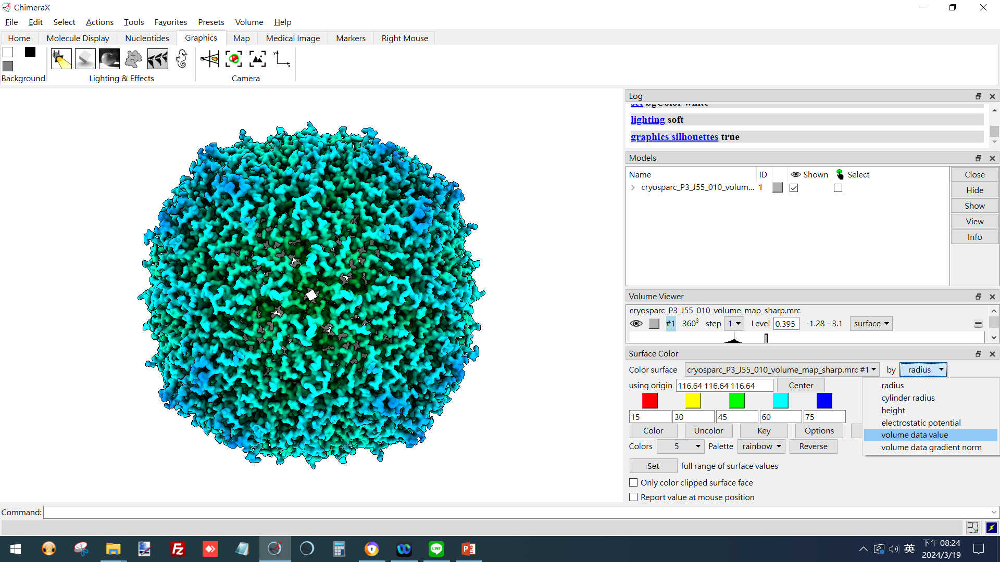 ChimeraX
File Edit Select Actions Tools Favorites Presets Volume Help
Home Molecule Display Nucleotides Graphics Map Medical Image Markers Right Mouse
Background Lighting & Effects Camera
Log
set bgColor white
lighting soft
graphics silhouettes true
Models
Name ID Shown Select
cryosparc_P3_J55_010_volum... 1
Close
Hide
Show
View
Info
Volume Viewer
cryosparc_P3_J55_010_volume_map_sharp.mrc
#1 360³ step 1 Level 0.395 -1.28 - 3.1 surface
Surface Color
Color surface cryosparc_P3_J55_010_volume_map_sharp.mrc #1 by radius
using origin 116.64 116.64 116.64 Center
15 30 45 60 75
Color Uncolor Key Options
Colors 5 Palette rainbow Reverse
Set full range of surface values
Only color clipped surface face
Report value at mouse position
radius
cylinder radius
height
electrostatic potential
volume data value
volume data gradient norm
Command:
英 下午 08:24
2024/3/19